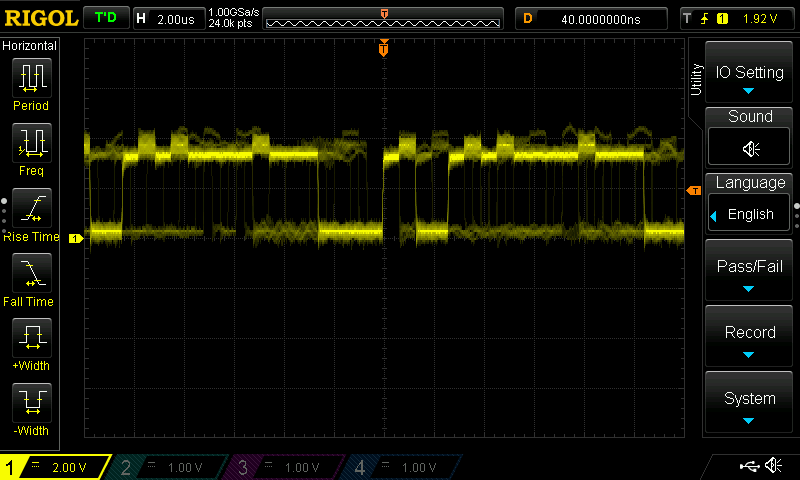 RIGOL T'D H 2.00us 1.00GSa/s 24.0k pts T D 40.0000000ns T 1 1.92 V
Horizontal
Period
Freq
Rise Time
Fall Time
+Width
-Width
T
T
1
Utility
IO Setting
Sound
Language
English
Pass/Fail
Record
System
1 = 2.00 V 2 = 1.00 V 3 = 1.00 V 4 = 1.00 V